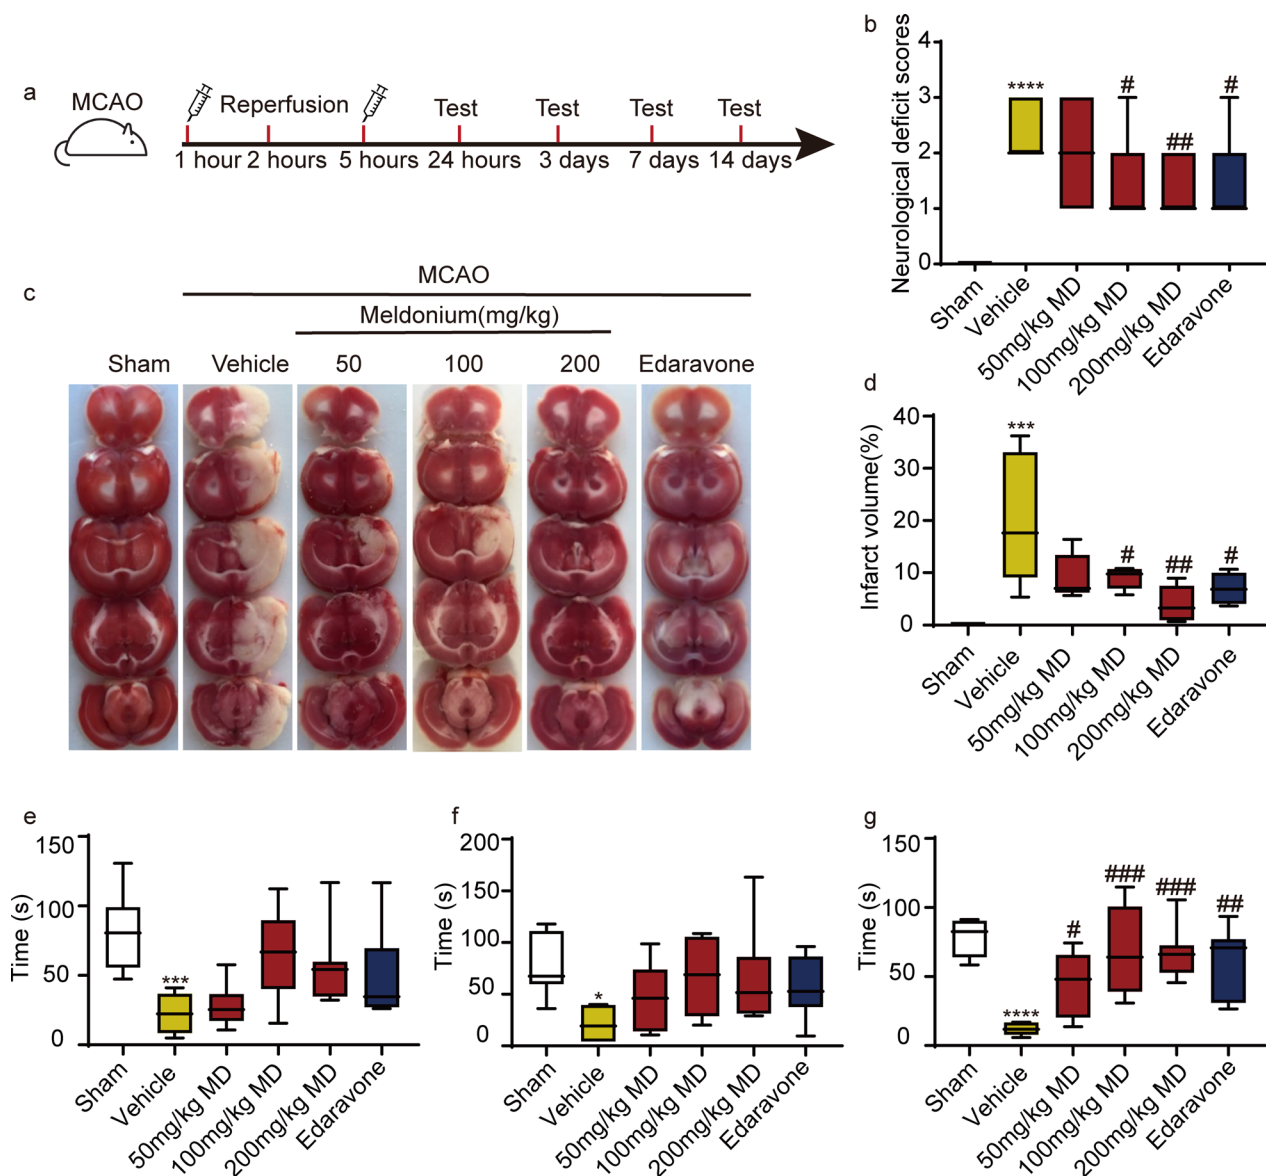 a
MCAO
Reperfusion
Test
Test
Test
Test
1 hour
2 hours
5 hours
24 hours
3 days
7 days
14 days
b
Neurological deficit scores
4
3
2
1
0
****
#
##
#
Sham
Vehicle
50mg/kg MD
100mg/kg MD
200mg/kg MD
Edaravone
c
MCAO
Meldonium(mg/kg)
Sham
Vehicle
50
100
200
Edaravone
d
Infarct volume(%)
40
30
20
10
0
***
#
##
#
Sham
Vehicle
50mg/kg MD
100mg/kg MD
200mg/kg MD
Edaravone
e
Time (s)
150
100
50
0
***
Sham
Vehicle
50mg/kg MD
100mg/kg MD
200mg/kg MD
Edaravone
f
Time (s)
200
150
100
50
0
*
Sham
Vehicle
50mg/kg MD
100mg/kg MD
200mg/kg MD
Edaravone
g
Time (s)
150
100
50
0
****
#
###
###
##
Sham
Vehicle
50mg/kg MD
100mg/kg MD
200mg/kg MD
Edaravone